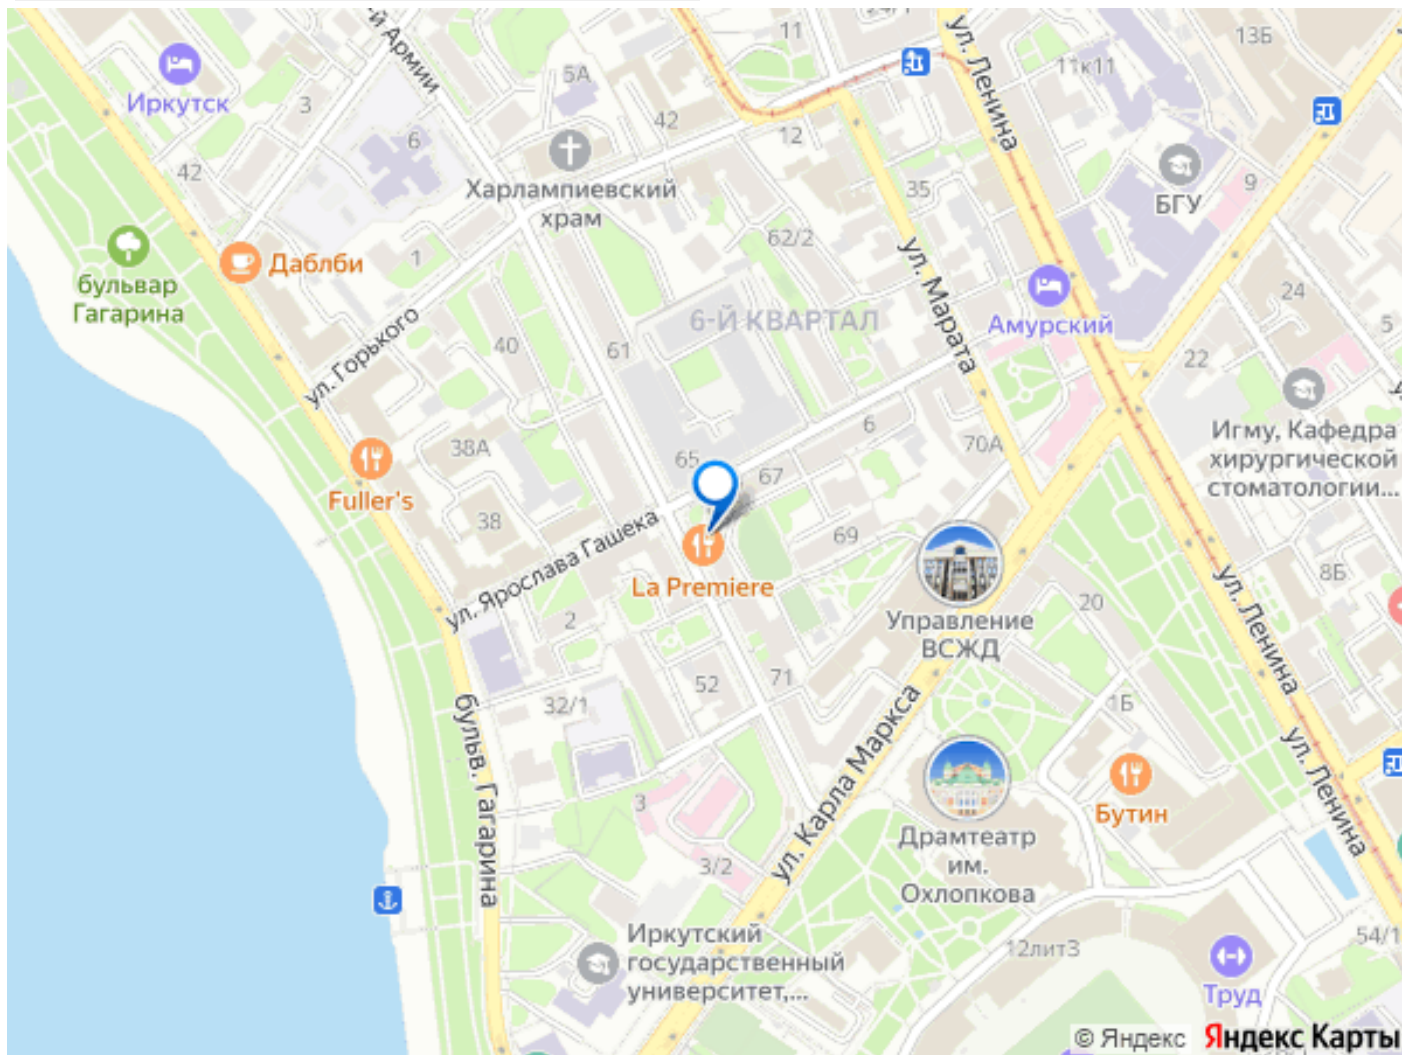 й Армии
11
24/1
ул. Ленина
13Б
Иркутск
3
5А
11к11
42
6
12
Харлампиевский
храм
42
35
БГУ
9
62/2
ул. Марата
бульвар
Гагарина
Даблби
1
24
ул. Горького
6-Й КВАРТАЛ
Амурский
5
40
61
22
6
70А
Игму, Кафедра
хирургической
стоматологии...
38А
65
67
Fuller's
38
69
ул. Ярослава Гашека
La Premiere
8Б
ул. Ленина
2
20
Управление
ВСЖД
52
71
32/1
1Б
бульв. Гагарина
ул. Карла Маркса
ул. Ленина
3
Бутин
Драмтеатр
им.
Охлопкова
3/2
Иркутский
государственный
университет,...
12лит3
54/1
Труд
© Яндекс Яндекс Карты